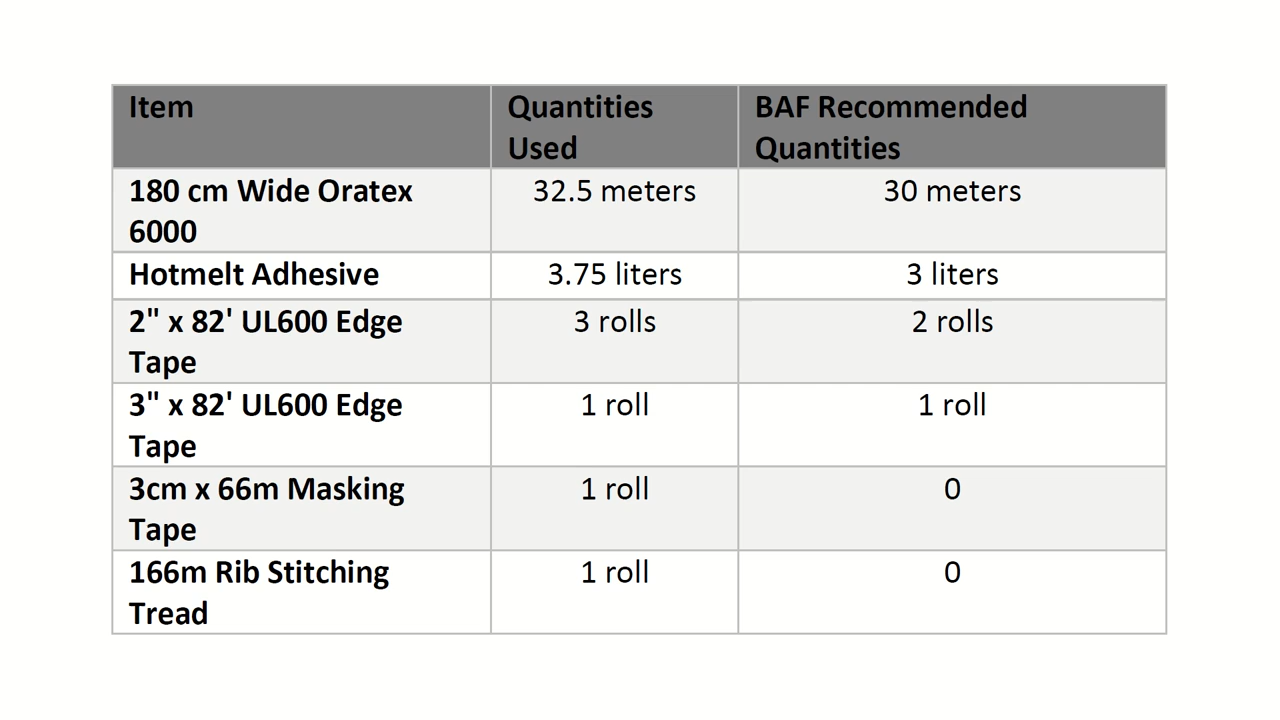 Item
Quantities
Used
BAF Recommended
Quantities
180 cm Wide Oratex
6000
32.5 meters
30 meters
Hotmelt Adhesive
3.75 liters
3 liters
2" x 82' UL600 Edge
Tape
3 rolls
2 rolls
3" x 82' UL600 Edge
Tape
1 roll
1 roll
3cm x 66m Masking
Tape
1 roll
0
166m Rib Stitching
Tread
1 roll
0